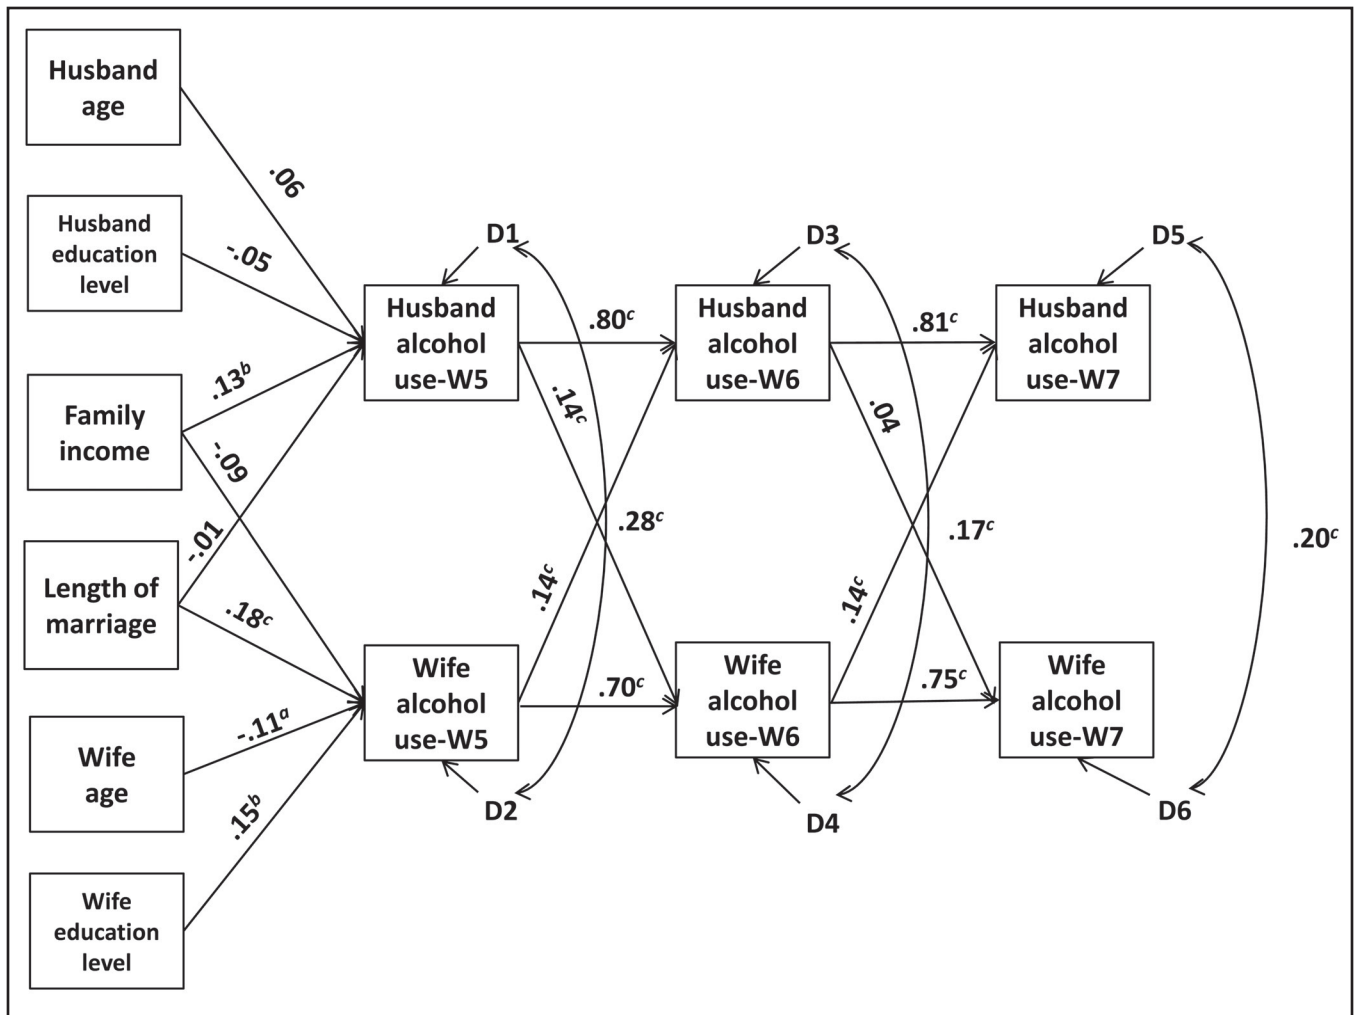 Husband
age
.06
Husband
education
level
-.05
Family
income
.13b
-.09
Length of
marriage
-.01
.18c
Wife
age
-.11a
Wife
education
level
.15b
D1
Husband
alcohol
use-W5
.80c
.14c
D3
Husband
alcohol
use-W6
.81c
.04
D5
Husband
alcohol
use-W7
.28c
.17c
.20c
.14c
.14c
Wife
alcohol
use-W5
.70c
D2
Wife
alcohol
use-W6
.75c
D4
Wife
alcohol
use-W7
D6